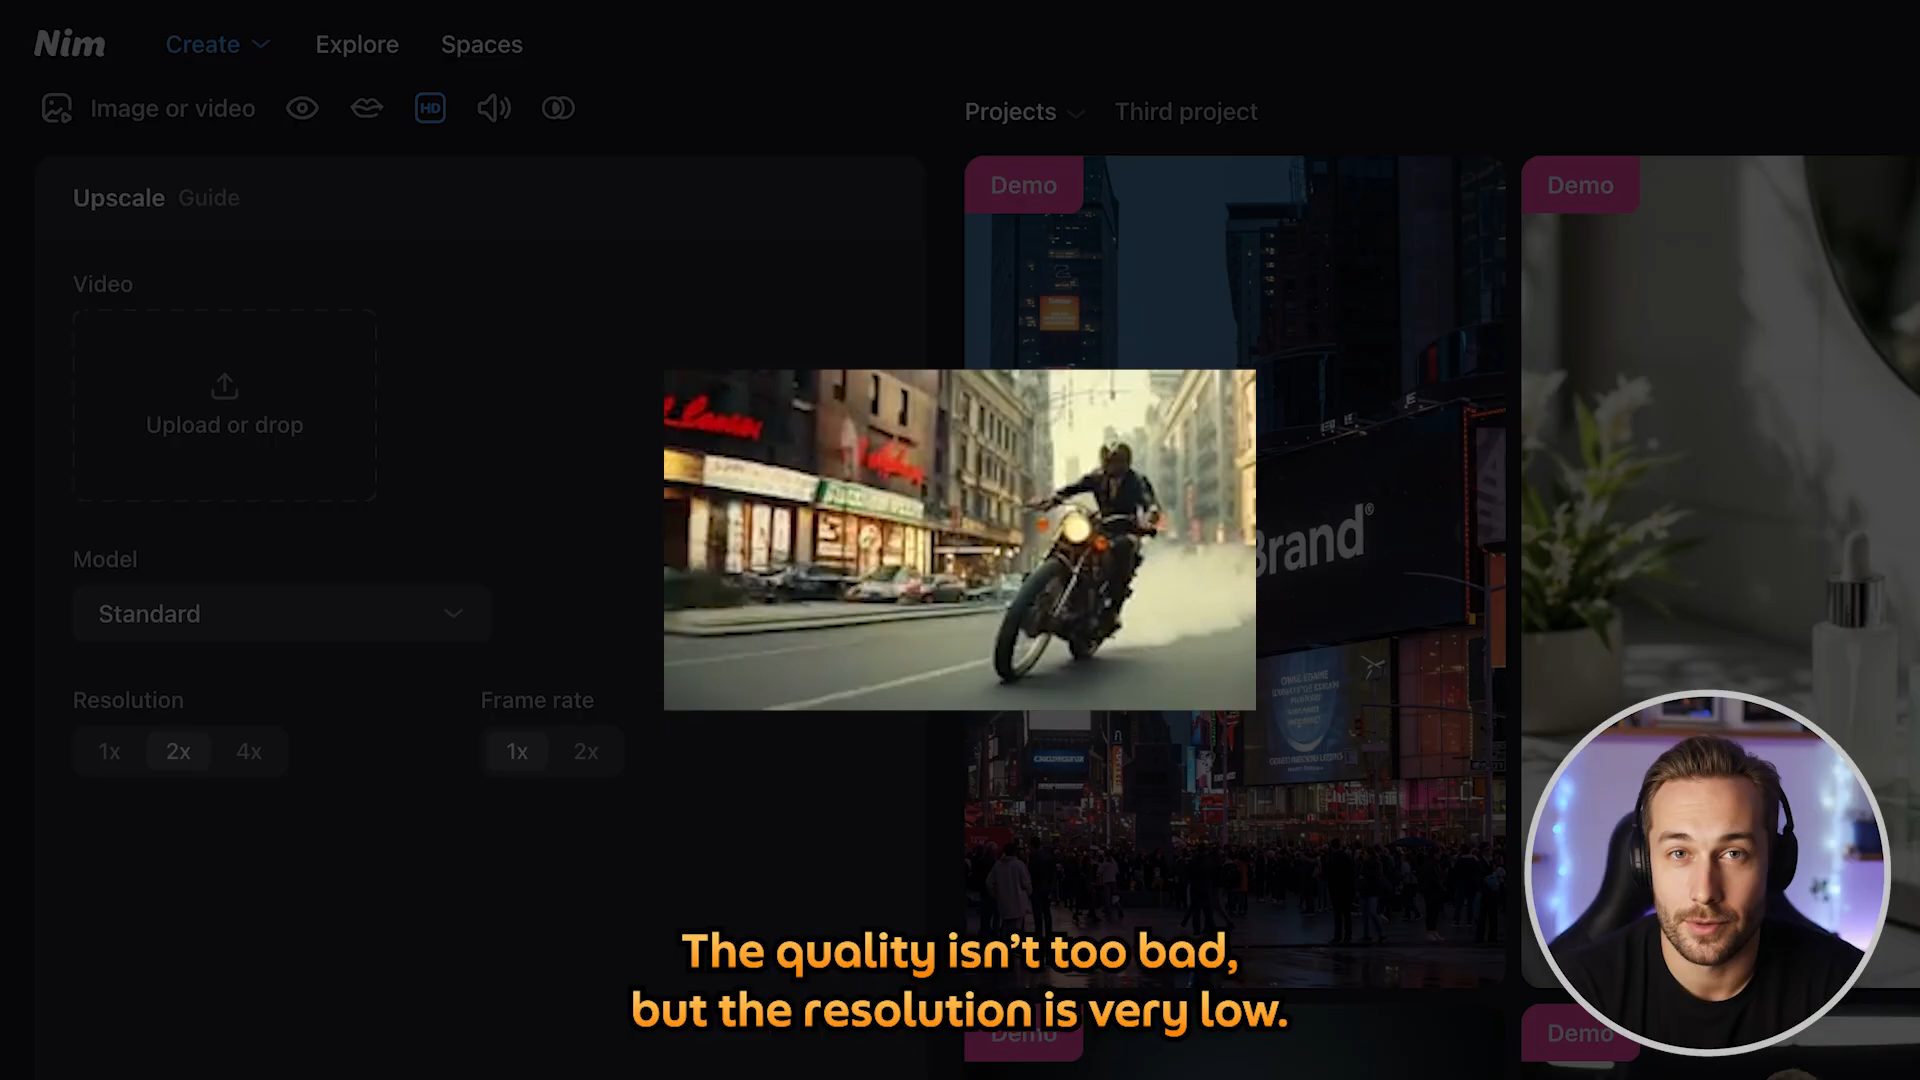 Nim
Create
Explore
Spaces
Image or video
HD
Projects
Third project
Upscale
Guide
Demo
Demo
Video
Upload or drop
Brand®
Model
Standard
Resolution
Frame rate
1x
2x
4x
1x
2x
The quality isn’t too bad,
but the resolution is very low.
Demo
Demo